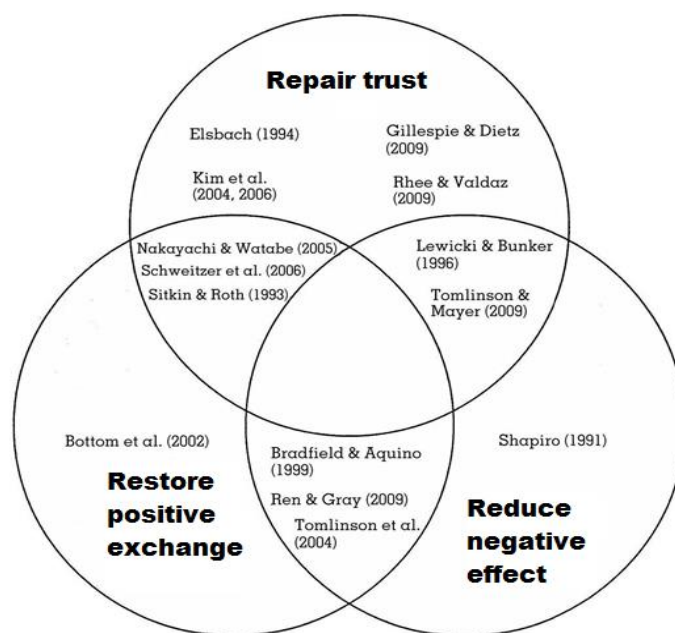 Repair trust
Elsbach (1994)
Gillespie & Dietz
(2009)
Kim et al.
(2004, 2006)
Rhee & Valdaz
(2009)
Nakayachi & Watabe (2005)
Schweitzer et al. (2006)
Sitkin & Roth (1993)
Lewicki & Bunker
(1996)
Tomlinson &
Mayer (2009)
Bottom et al. (2002)
Restore
positive
exchange
Bradfield & Aquino
(1999)
Ren & Gray (2009)
Tomlinson et al.
(2004)
Shapiro (1991)
Reduce
negative
effect